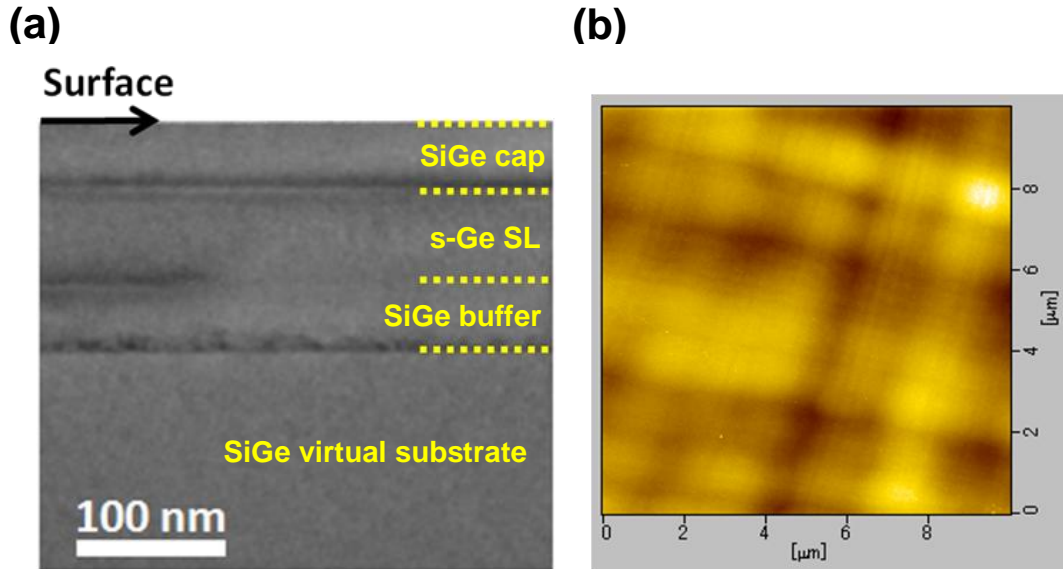 (a)
Surface
SiGe cap
s-Ge SL
SiGe buffer
SiGe virtual substrate
100 nm
(b)
8
6
4
2
0
0
2
4
6
8
[μm]
[μm]